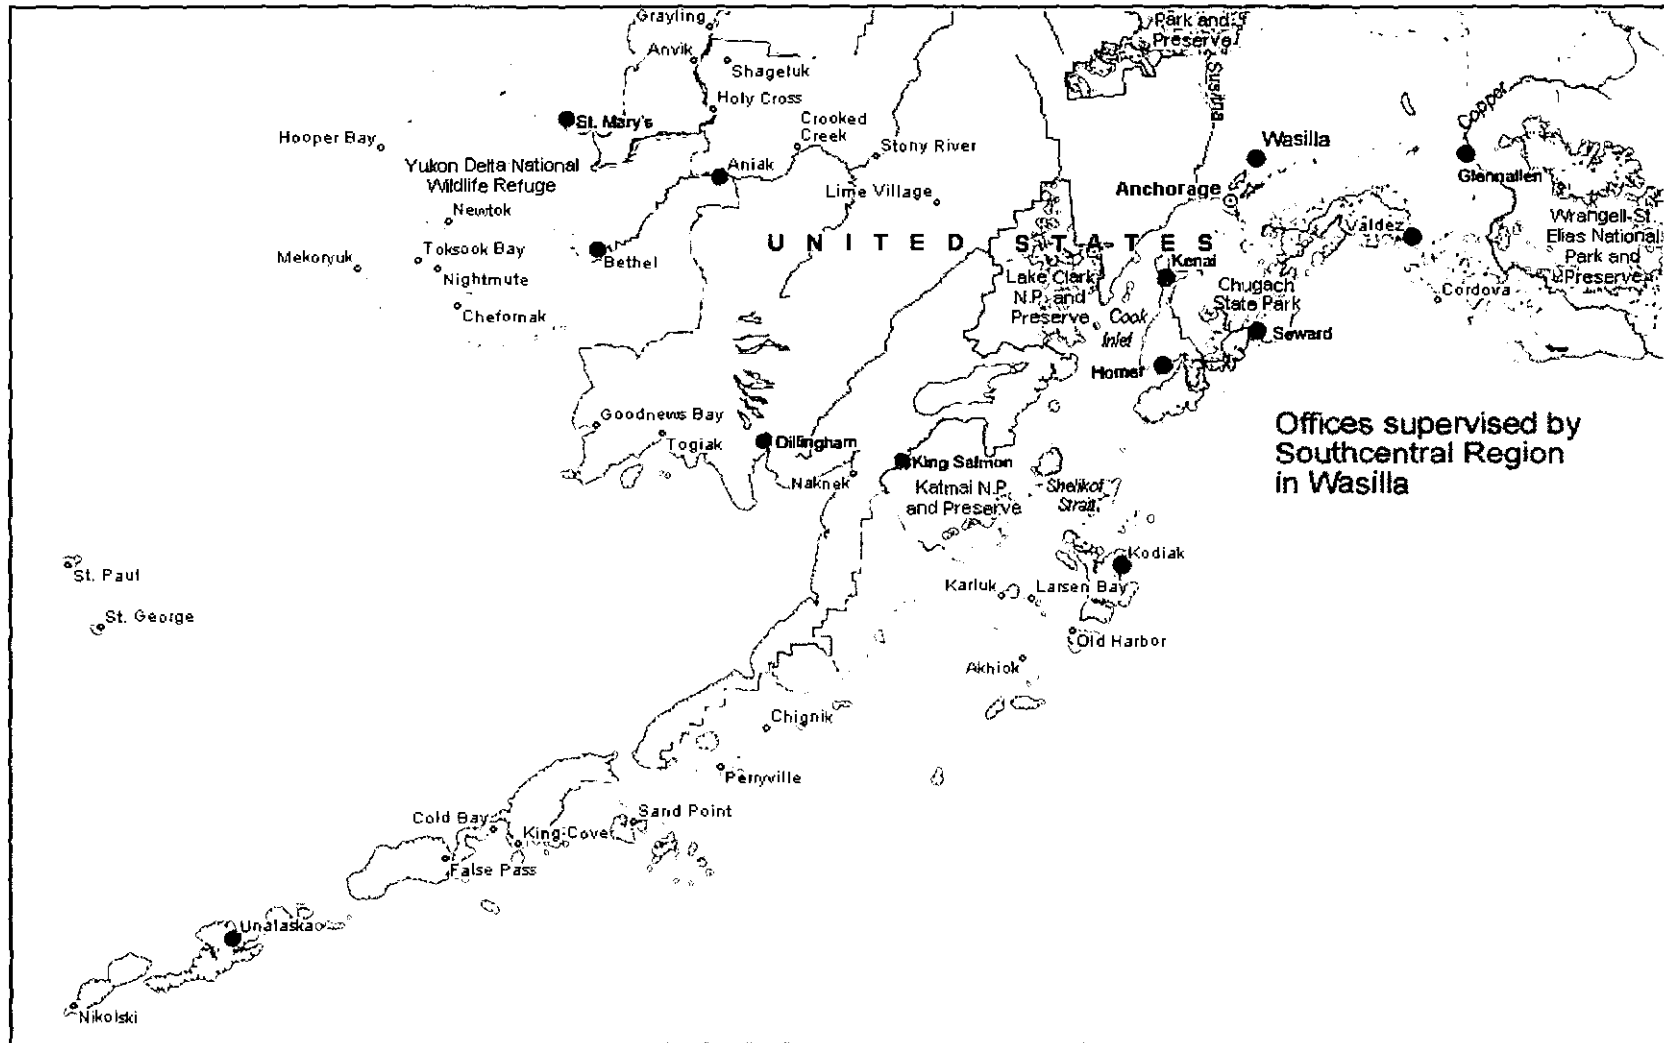 Grayling
Anvik
Shageluk
Holy Cross
St. Mary's
Hooper Bay
Crooked
Creek
Stony River
Aniak
Yukon Delta National
Wildlife Refuge
Lime Village
Newtok
Toksook Bay
Mekoryuk
Nightmute
Bethel
Chefornak
UNITED STATES
Park and
Preserve
Susitna
Copper
Wasilla
Anchorage
Glennallen
Valdez
Wrangell-St
Elias National
Park and
Preserve
Cordova
Kenai
Lake Clark
N.P. and
Preserve
Cook
Inlet
Chugach
State Park
Seward
Homer
Offices supervised by
Southcentral Region
in Wasilla
Goodnews Bay
Togiak
Dillingham
Naknek
King Salmon
Katmai N.P.
and Preserve
Shelikof
Strait
Kodiak
Karluk
Larsen Bay
Old Harbor
Akhiok
St. Paul
St. George
Chignik
Perryville
Sand Point
Cold Bay
King Cove
False Pass
Unalaska
Nikolski